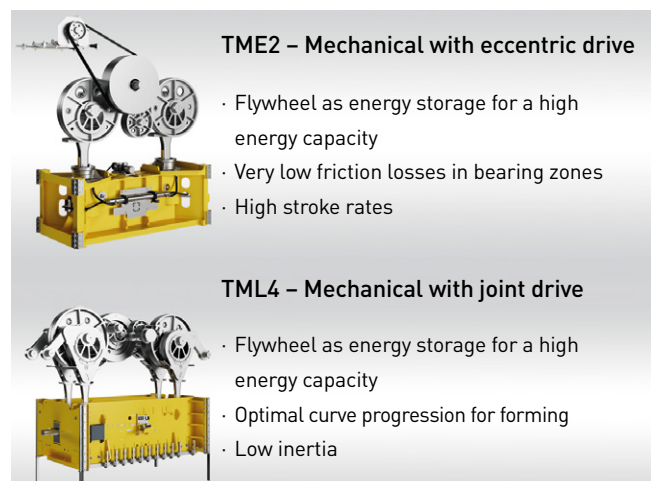 TME2 – Mechanical with eccentric drive
· Flywheel as energy storage for a high
energy capacity
· Very low friction losses in bearing zones
· High stroke rates
TML4 – Mechanical with joint drive
· Flywheel as energy storage for a high
energy capacity
· Optimal curve progression for forming
· Low inertia